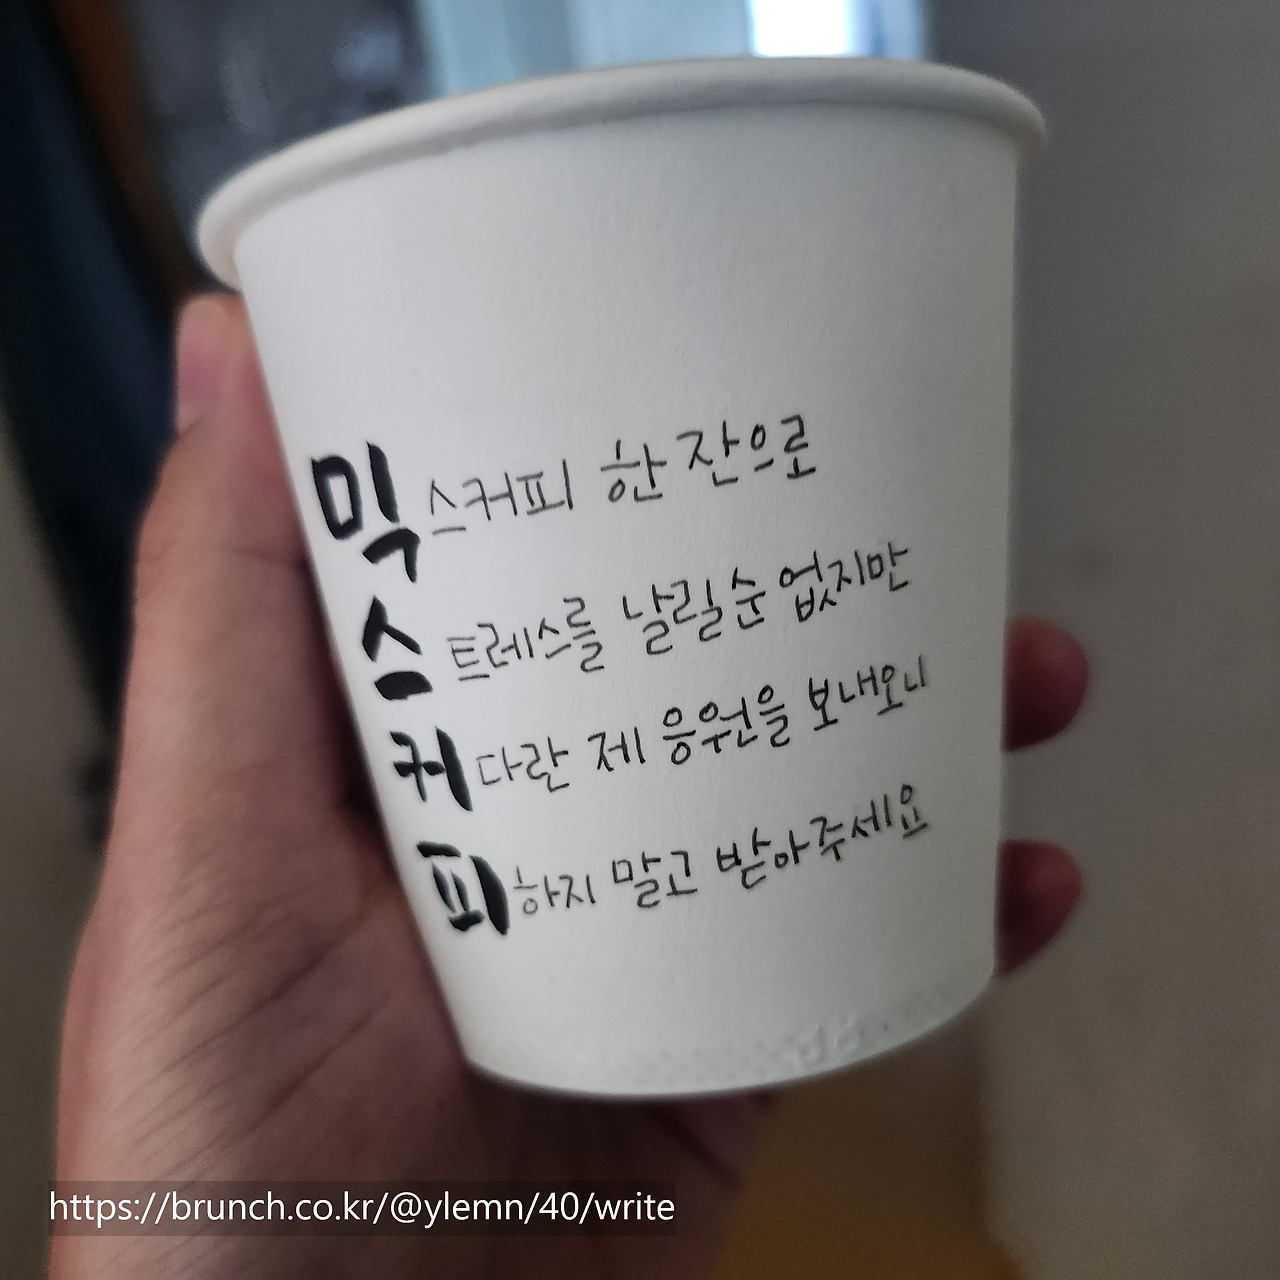 믹스커피 한 잔으로
스트레스를 날릴 순 없지만
커다란 제 응원을 보내오니
피하지 말고 받아주세요
https://brunch.co.kr/@ylemn/40/write